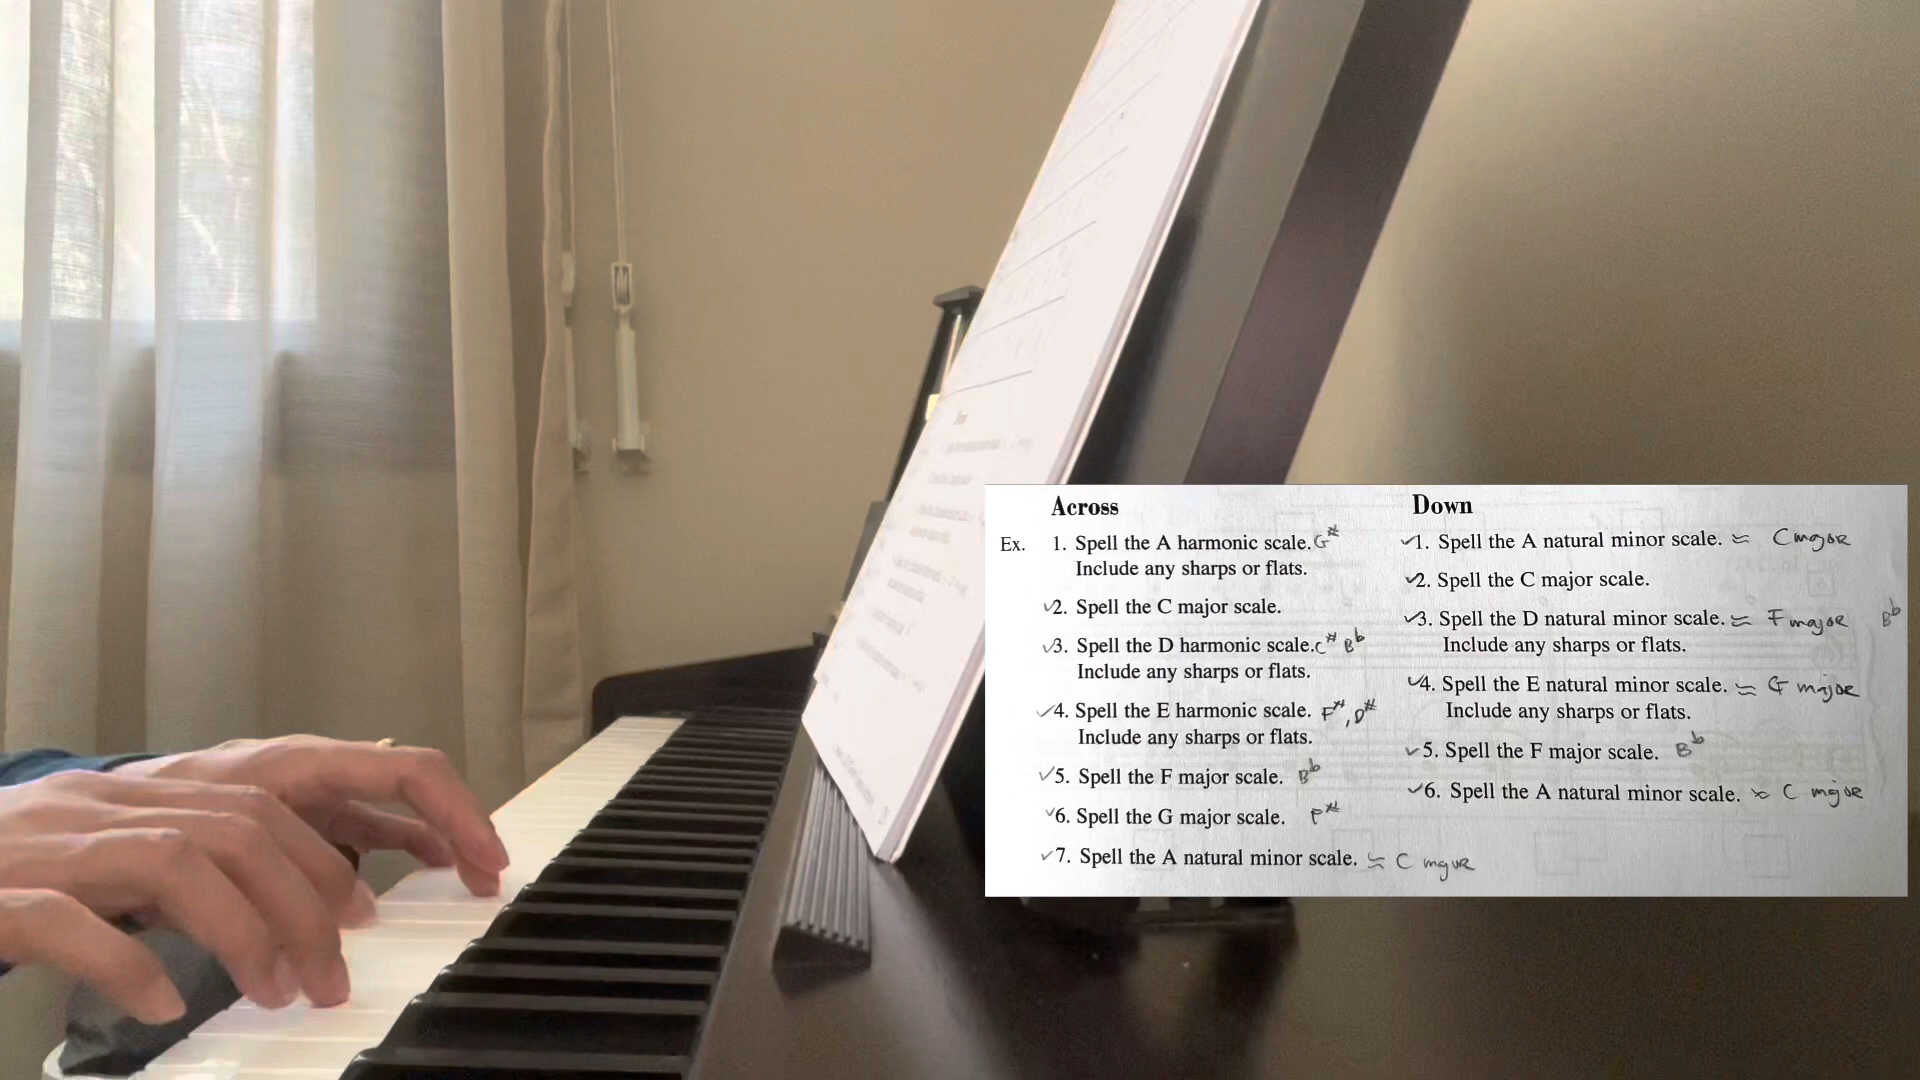 Across
Ex. 1. Spell the A harmonic scale. G#
Include any sharps or flats.
✓2. Spell the C major scale.
✓3. Spell the D harmonic scale. C# Bb
Include any sharps or flats.
✓4. Spell the E harmonic scale. F#, D#
Include any sharps or flats.
✓5. Spell the F major scale. Bb
✓6. Spell the G major scale. F#
✓7. Spell the A natural minor scale. ≈ C major
Down
✓1. Spell the A natural minor scale. ≈ C major
✓2. Spell the C major scale.
✓3. Spell the D natural minor scale. ≈ F major Bb
Include any sharps or flats.
✓4. Spell the E natural minor scale. ≈ G major
Include any sharps or flats.
✓5. Spell the F major scale. Bb
✓6. Spell the A natural minor scale. ≈ C major